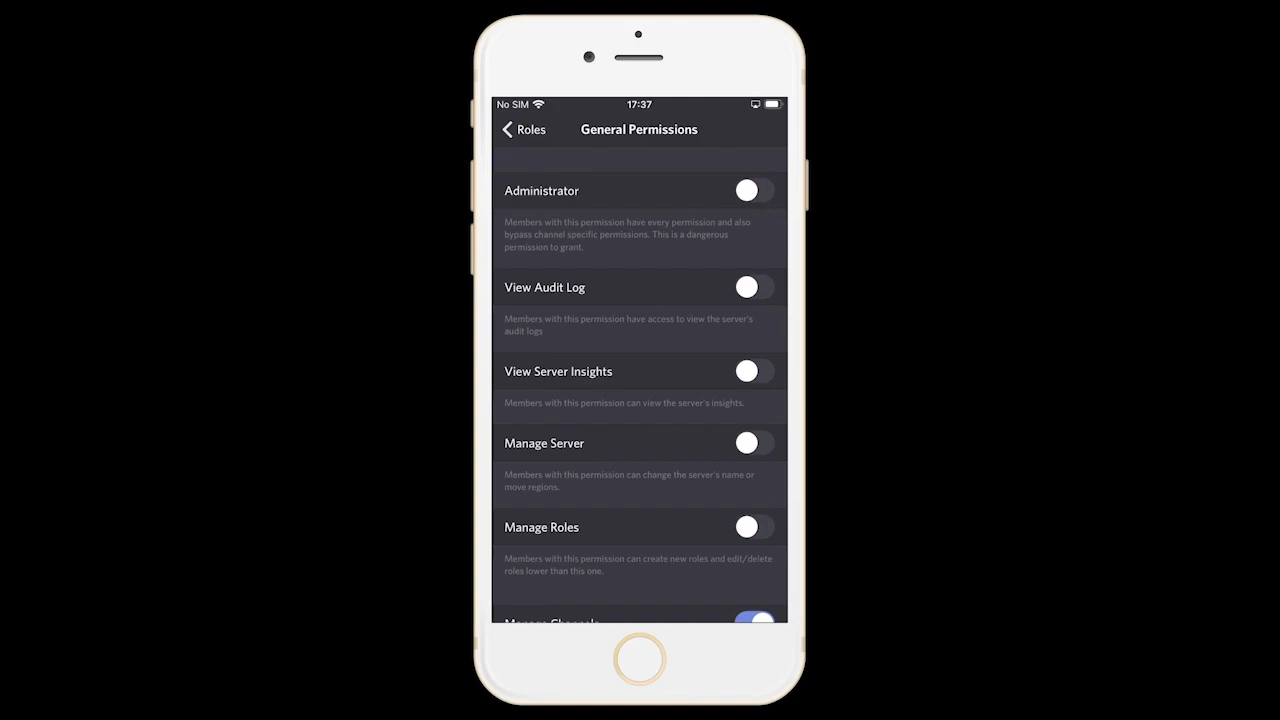 No SIM 17:37
Roles General Permissions
Administrator
Members with this permission have every permission and also
bypass channel specific permissions. This is a dangerous
permission to grant.
View Audit Log
Members with this permission have access to view the server's
audit logs
View Server Insights
Members with this permission can view the server's insights.
Manage Server
Members with this permission can change the server's name or
move regions.
Manage Roles
Members with this permission can create new roles and edit/delete
roles lower than this one.
Manage Channels